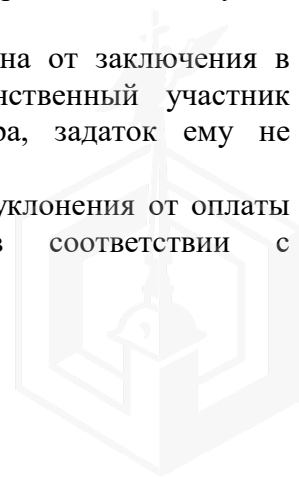 на от заключения в
нственный участник
ра, задаток ему не
уклонения от оплаты
в соответствии с